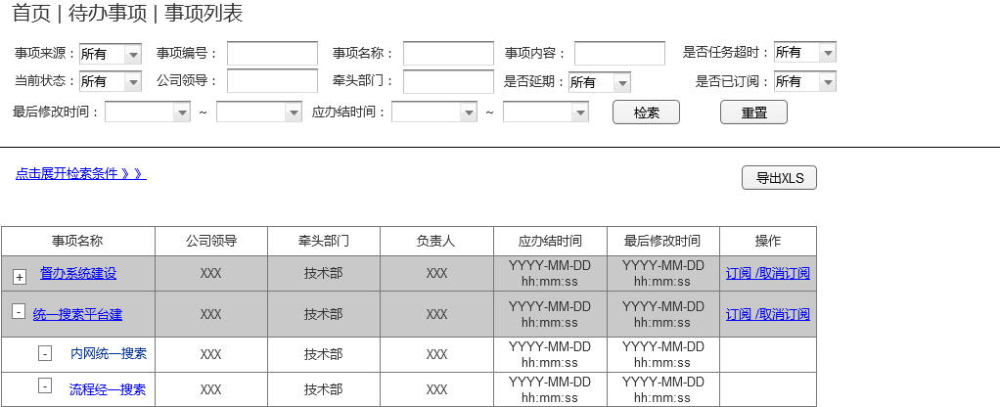 首页 | 待办事项 | 事项列表
事项来源： 所有 事项编号： 事项名称： 事项内容： 是否任务超时： 所有
当前状态： 所有 公司领导： 牵头部门： 是否延期： 所有 是否已订阅： 所有
最后修改时间： ~ 应办结时间： ~ 检索 重置
点击展开检索条件 》》
导出XLS
事项名称 公司领导 牵头部门 负责人 应办结时间 最后修改时间 操作
+ 督办系统建设 XXX 技术部 XXX YYYY-MM-DD hh:mm:ss YYYY-MM-DD hh:mm:ss 订阅 /取消订阅
- 统一搜索平台建 XXX 技术部 XXX YYYY-MM-DD hh:mm:ss YYYY-MM-DD hh:mm:ss 订阅 /取消订阅
- 内网统一搜索 XXX 技术部 XXX YYYY-MM-DD hh:mm:ss YYYY-MM-DD hh:mm:ss
- 流程经一搜索 XXX 技术部 XXX YYYY-MM-DD hh:mm:ss YYYY-MM-DD hh:mm:ss